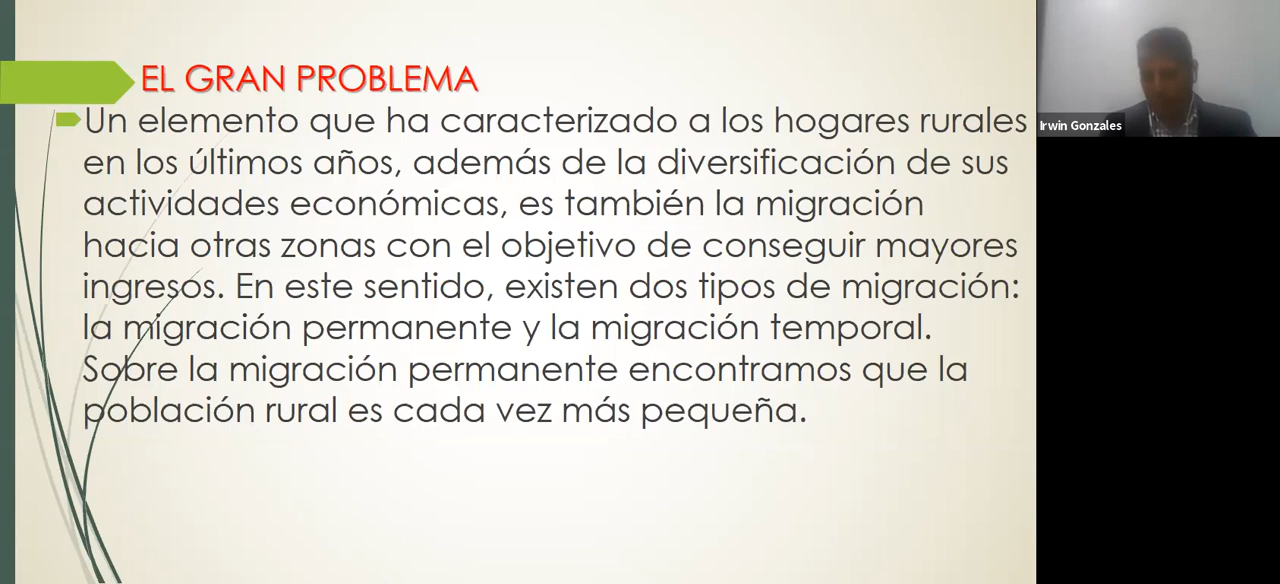 EL GRAN PROBLEMA
Un elemento que ha caracterizado a los hogares rurales
en los últimos años, además de la diversificación de sus
actividades económicas, es también la migración
hacia otras zonas con el objetivo de conseguir mayores
ingresos. En este sentido, existen dos tipos de migración:
la migración permanente y la migración temporal.
Sobre la migración permanente encontramos que la
población rural es cada vez más pequeña.
Irwin Gonzales